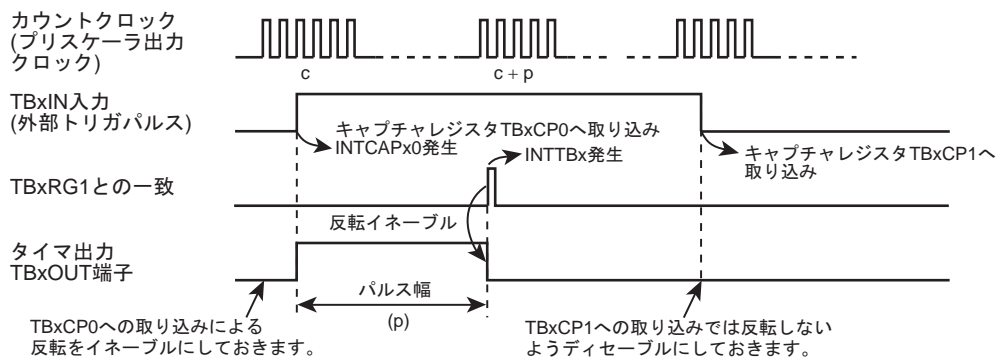 カウントクロック
(プリスケーラ出力
クロック)
c
c + p
TBxIN入力
(外部トリガパルス)
キャプチャレジスタTBxCP0へ取り込み
INTCAPx0発生
INTTBx発生
キャプチャレジスタTBxCP1へ
取り込み
TBxRG1との一致
反転イネーブル
タイマ出力
TBxOUT端子
パルス幅
(p)
TBxCP0への取り込みによる
反転をイネーブルにしておきます。
TBxCP1への取り込みでは反転しない
ようディセーブルにしておきます。